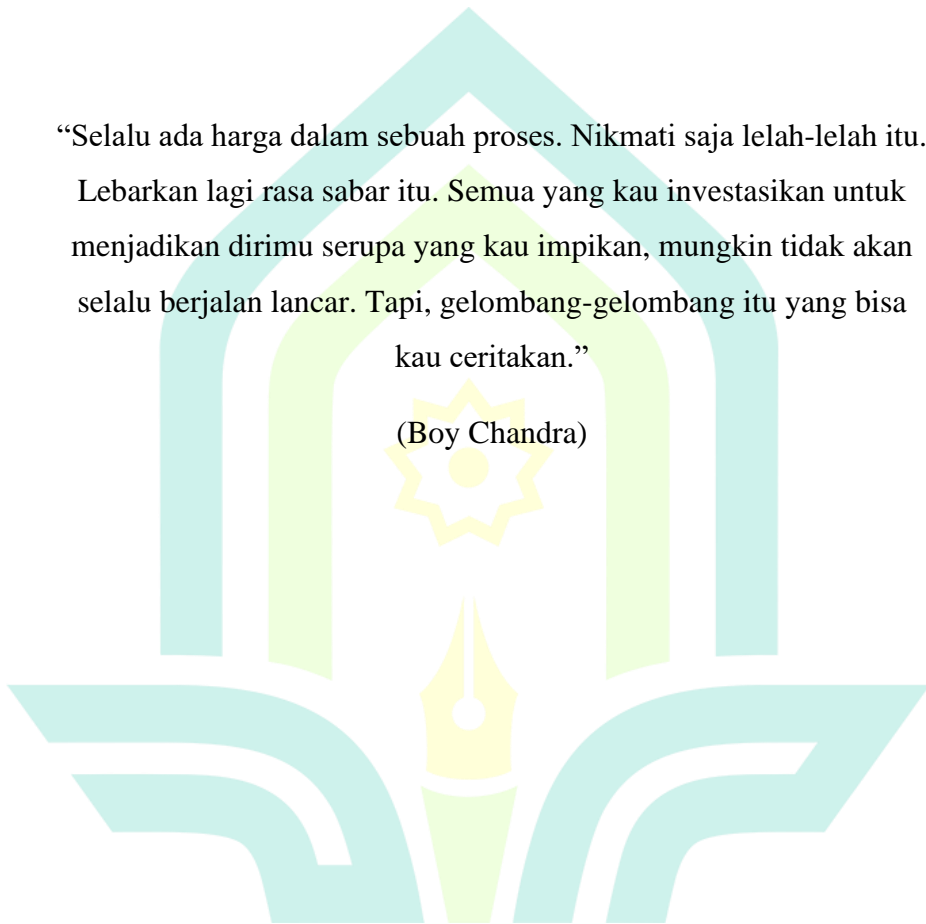 “Selalu ada harga dalam sebuah proses. Nikmati saja lelah-lelah itu.
Lebarkan lagi rasa sabar itu. Semua yang kau investasikan untuk
menjadikan dirimu serupa yang kau impikan, mungkin tidak akan
selalu berjalan lancar. Tapi, gelombang-gelombang itu yang bisa
kau ceritakan.”
(Boy Chandra)